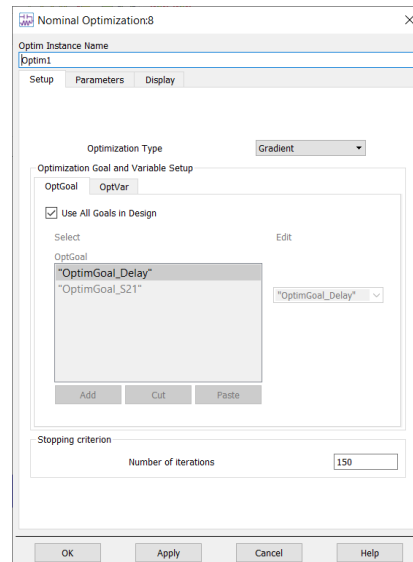 Nominal Optimization:8
Optim Instance Name
Optim1
Setup Parameters Display
Optimization Type Gradient
Optimization Goal and Variable Setup
OptGoal OptVar
Use All Goals in Design
Select Edit
OptGoal
"OptimGoal_Delay"
"OptimGoal_S21"
"OptimGoal_Delay"
Add Cut Paste
Stopping criterion
Number of iterations 150
OK Apply Cancel Help